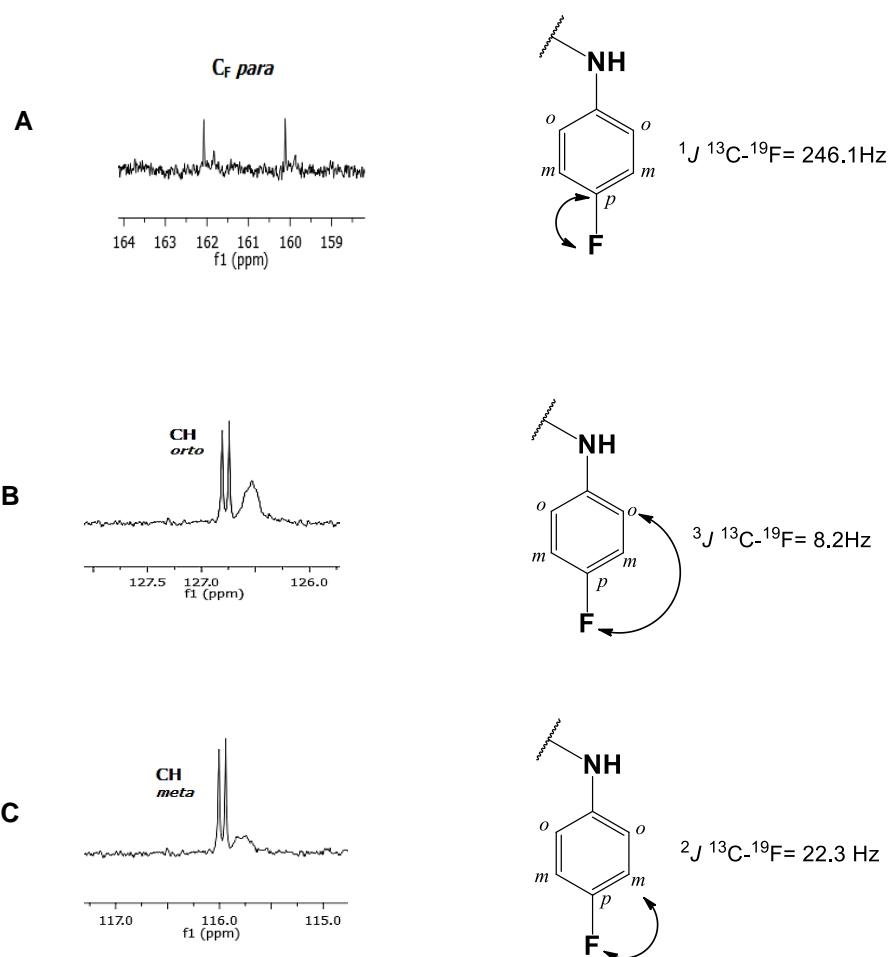 A
C_F para
164 163 162 161 160 159
f1 (ppm)
NH
o o
m m
p
F
¹J ¹³C-¹⁹F= 246.1Hz
B
CH
orto
127.5 127.0 126.0
f1 (ppm)
NH
o o
m m
p
F
³J ¹³C-¹⁹F= 8.2Hz
C
CH
meta
117.0 116.0 115.0
f1 (ppm)
NH
o o
m m
p
F
²J ¹³C-¹⁹F= 22.3 Hz